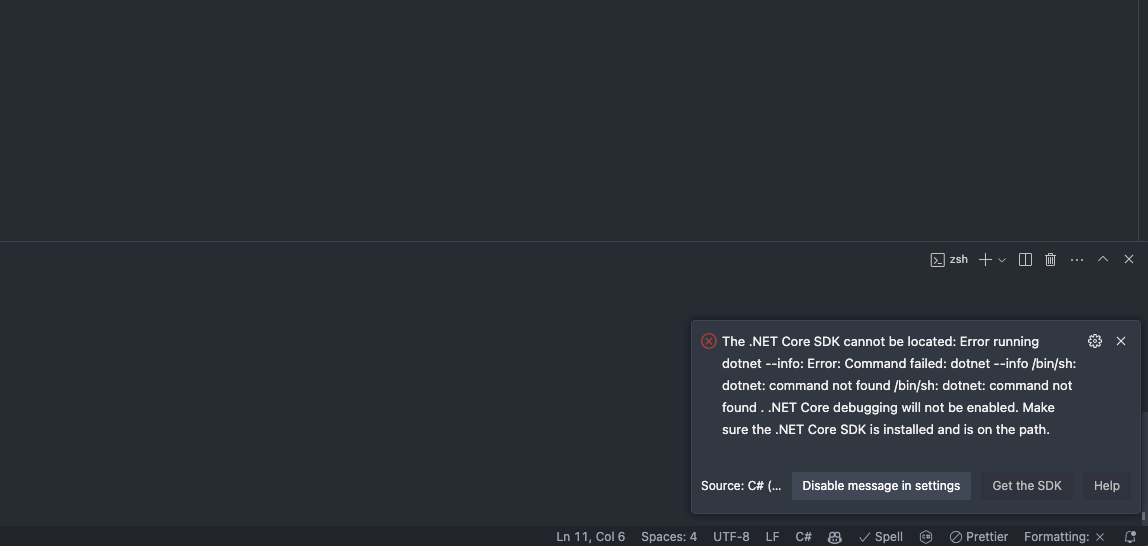 zsh
The .NET Core SDK cannot be located: Error running
dotnet --info: Error: Command failed: dotnet --info /bin/sh:
dotnet: command not found /bin/sh: dotnet: command not
found . .NET Core debugging will not be enabled. Make
sure the .NET Core SDK is installed and is on the path.
Source: C# (... Disable message in settings Get the SDK Help
Ln 11, Col 6 Spaces: 4 UTF-8 LF C# Spell Prettier Formatting: ×